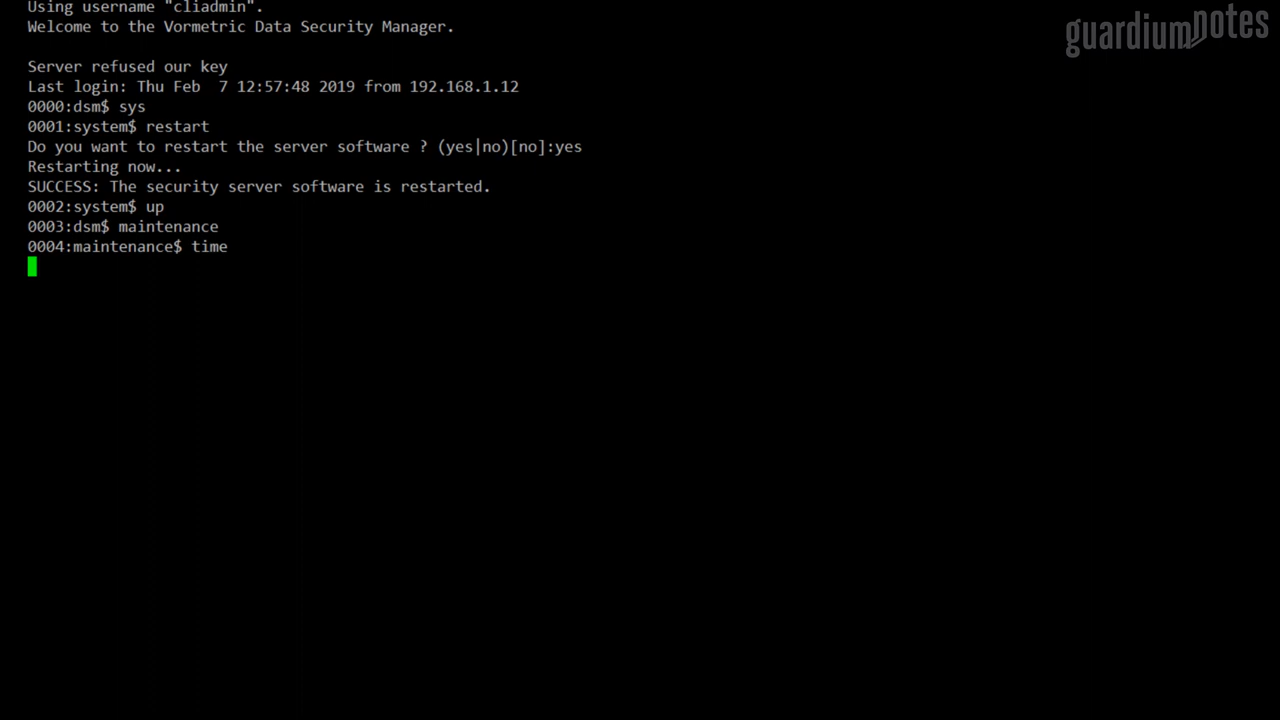 Using username "cliadmin".
Welcome to the Vormetric Data Security Manager.
Server refused our key
Last login: Thu Feb  7 12:57:48 2019 from 192.168.1.12
0000:dsm$ sys
0001:system$ restart
Do you want to restart the server software ? (yes|no)[no]:yes
Restarting now...
SUCCESS: The security server software is restarted.
0002:system$ up
0003:dsm$ maintenance
0004:maintenance$ time
guardiumnotes